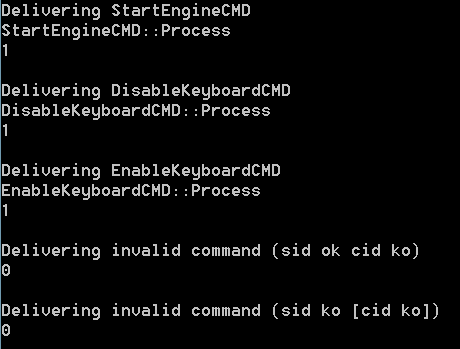 Delivering StartEngineCMD
StartEngineCMD::Process
1
Delivering DisableKeyboardCMD
DisableKeyboardCMD::Process
1
Delivering EnableKeyboardCMD
EnableKeyboardCMD::Process
1
Delivering invalid command (sid ok cid ko)
0
Delivering invalid command (sid ko [cid ko])
0